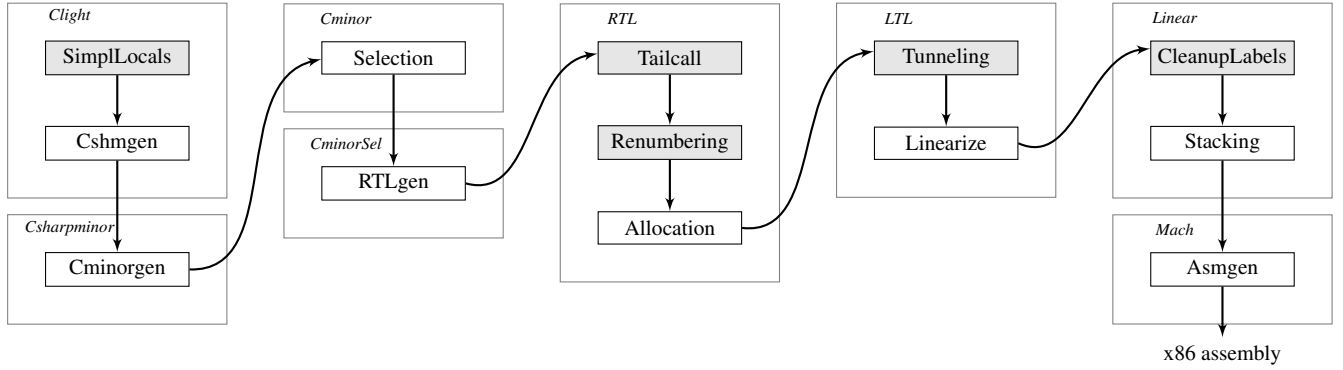 Clight
SimplLocals
Cshmgen
Csharpminor
Cminorgen
Cminor
Selection
CminorSel
RTLgen
RTL
Tailcall
Renumbering
Allocation
LTL
Tunneling
Linearize
Linear
CleanupLabels
Stacking
Mach
Asmgen
x86 assembly